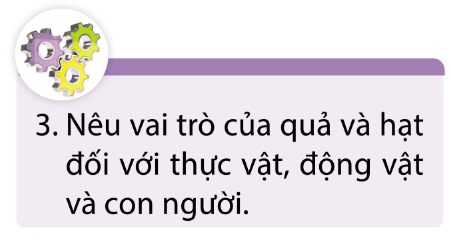 3. Nêu vai trò của quả và hạt
đối với thực vật, động vật
và con người.